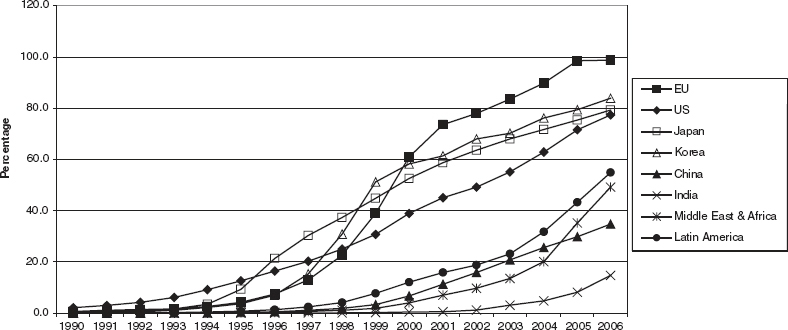 120.0
100.0
80.0
60.0
40.0
20.0
0.0
Percentage
1990 1991 1992 1993 1994 1995 1996 1997 1998 1999 2000 2001 2002 2003 2004 2005 2006
EU
US
Japan
Korea
China
India
Middle East & Africa
Latin America